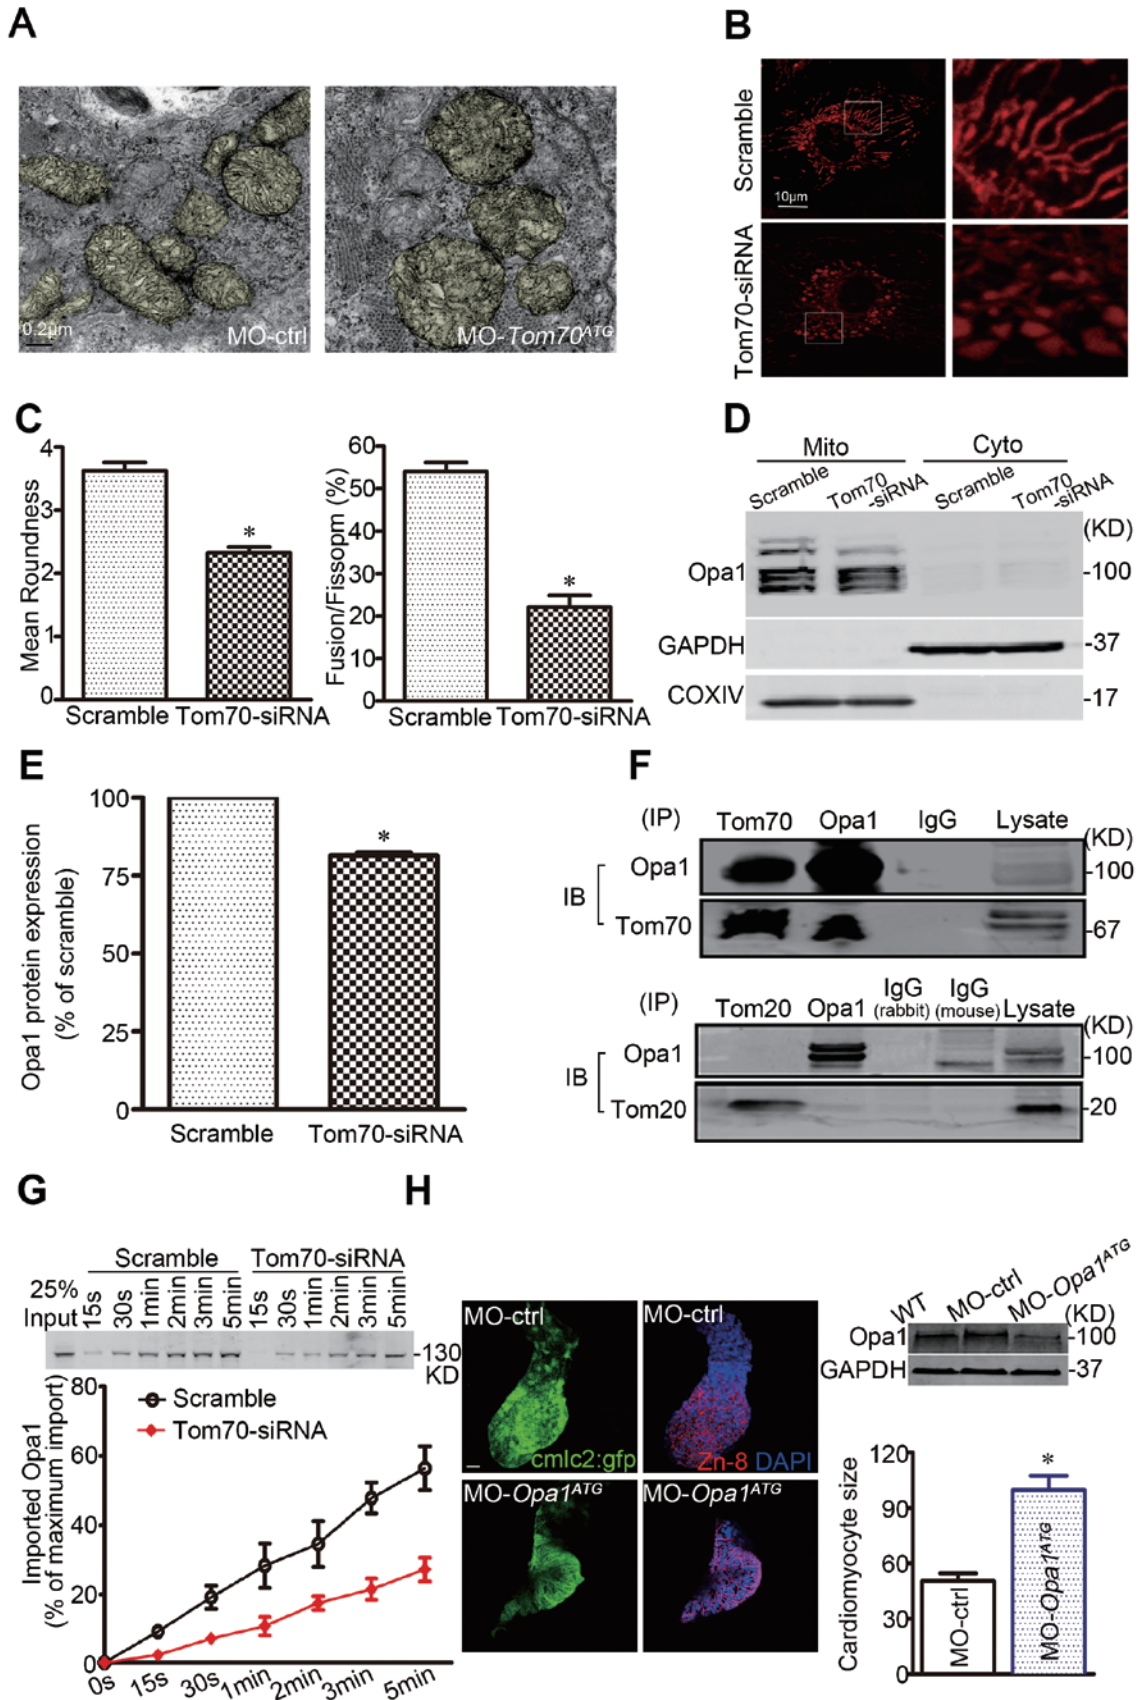 A
0.2μm
MO-ctrl
MO-Tom70ATG
B
Scramble
10μm
Tom70-siRNA
C
Mean Roundness
4
3
2
1
0
Scramble Tom70-siRNA
Fusion/Fissopm (%)
60
50
40
30
20
10
0
Scramble Tom70-siRNA
*
*
D
Mito Cyto
Scramble Tom70-siRNA Scramble Tom70-siRNA
(KD)
Opa1 -100
GAPDH -37
COXIV -17
E
Opa1 protein expression
(% of scramble)
100
75
50
25
0
*
Scramble Tom70-siRNA
F
(IP) Tom70 Opa1 IgG Lysate
(KD)
IB
Opa1 -100
Tom70 -67
(IP) Tom20 Opa1 IgG (rabbit) IgG (mouse) Lysate
(KD)
IB
Opa1 -100
Tom20 -20
G
Scramble Tom70-siRNA
25% Input 15s 30s 1min 2min 3min 5min 15s 30s 1min 2min 3min 5min
-130 KD
Imported Opa1
(% of maximum import)
80
60
40
20
0
Scramble
Tom70-siRNA
0s 15s 30s 1min 2min 3min 5min
H
MO-ctrl
cmlc2:gfp
MO-ctrl
Zn-8 DAPI
MO-Opa1ATG
MO-Opa1ATG
WT MO-ctrl MO-Opa1ATG
(KD)
Opa1 -100
GAPDH -37
Cardiomyocyte size
120
90
60
30
0
*
MO-ctrl
MO-Opa1ATG